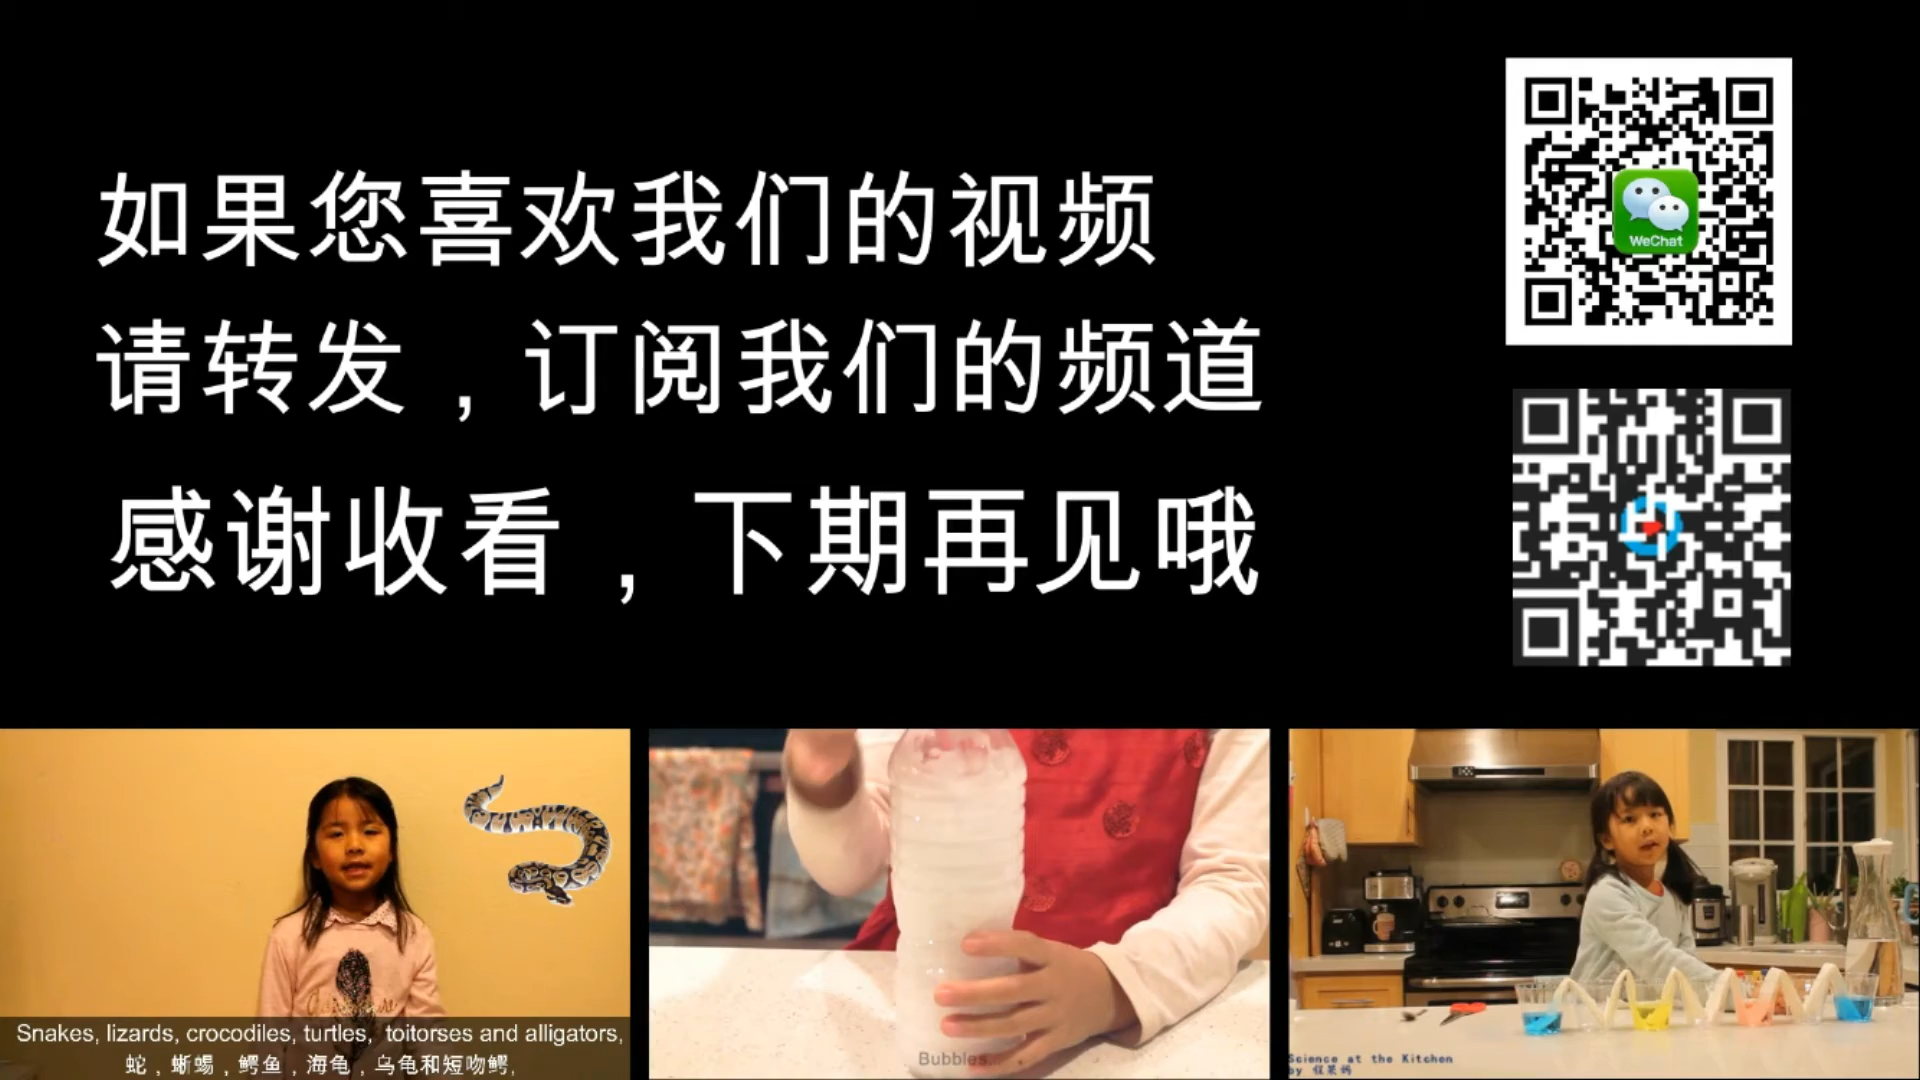 如果您喜欢我们的视频
请转发，订阅我们的频道
感谢收看，下期再见哦
WeChat
Snakes, lizards, crocodiles, turtles,  toitorses and alligators,
蛇，蜥蜴，鳄鱼，海龟，乌龟和短吻鳄,
Bubbles...
Science at the Kitchen
by